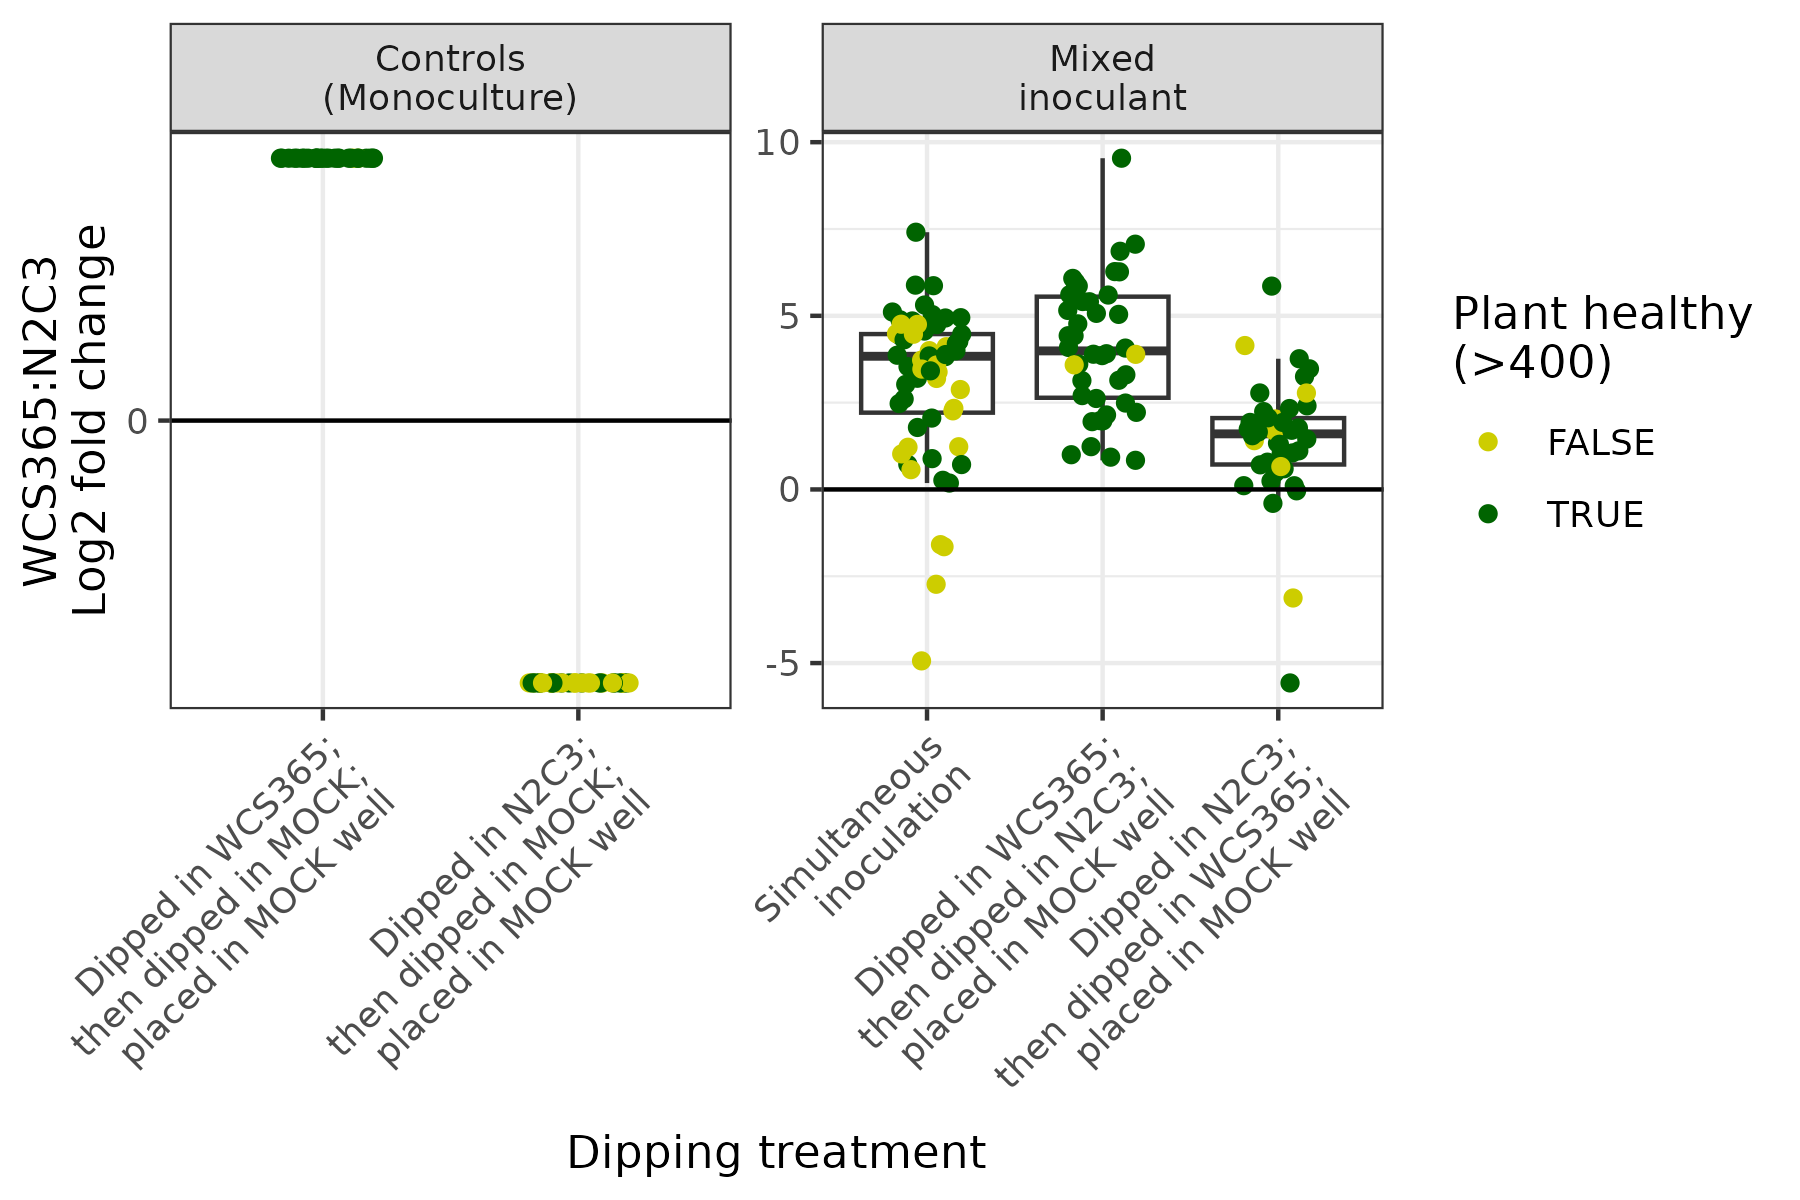 Controls
(Monoculture)
Mixed
inoculant
WCS365:N2C3
Log2 fold change
0
10
5
0
-5
Dipped in WCS365;
then dipped in MOCK;
placed in MOCK well
Dipped in N2C3;
then dipped in MOCK;
placed in MOCK well
Simultaneous
inoculation
Dipped in WCS365;
then dipped in N2C3;
placed in MOCK well
Dipped in N2C3;
then dipped in WCS365;
placed in MOCK well
Dipping treatment
Plant healthy
(>400)
FALSE
TRUE